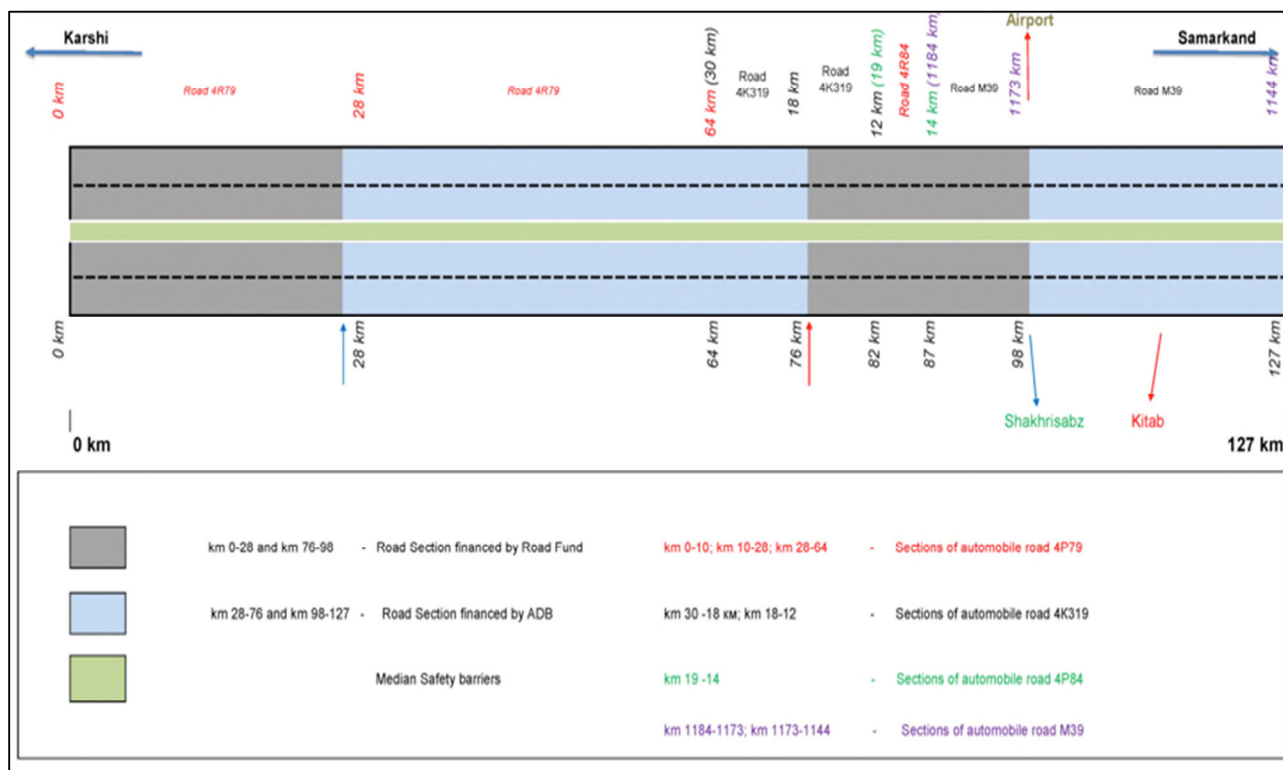 Karshi
Airport
Samarkand
0 km
Road 4R79
28 km
Road 4R79
64 km (30 km)
Road 4K319
18 km
Road 4K319
12 km (19 km)
Road 4R84
14 km (1184 km)
Road M39
1173 km
Road M39
1144 km
0 km
28 km
64 km
76 km
82 km
87 km
98 km
127 km
Shakhrisabz
Kitab
0 km
127 km
km 0-28 and km 76-98 - Road Section financed by Road Fund
km 0-10; km 10-28; km 28-64 - Sections of automobile road 4P79
km 28-76 and km 98-127 - Road Section financed by ADB
km 30 -18 км; km 18-12 - Sections of automobile road 4K319
Median Safety barriers
km 19 -14 - Sections of automobile road 4P84
km 1184-1173; km 1173-1144 - Sections of automobile road M39